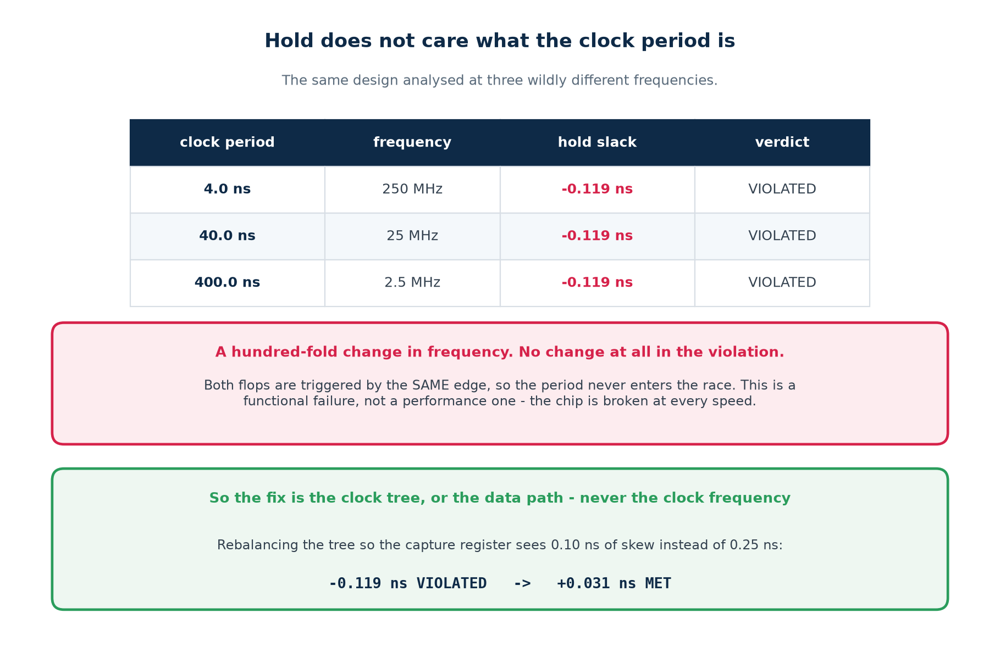 Hold does not care what the clock period is
The same design analysed at three wildly different frequencies.
clock period frequency hold slack verdict
4.0 ns 250 MHz -0.119 ns VIOLATED
40.0 ns 25 MHz -0.119 ns VIOLATED
400.0 ns 2.5 MHz -0.119 ns VIOLATED
A hundred-fold change in frequency. No change at all in the violation.
Both flops are triggered by the SAME edge, so the period never enters the race. This is a
functional failure, not a performance one - the chip is broken at every speed.
So the fix is the clock tree, or the data path - never the clock frequency
Rebalancing the tree so the capture register sees 0.10 ns of skew instead of 0.25 ns:
-0.119 ns VIOLATED -> +0.031 ns MET